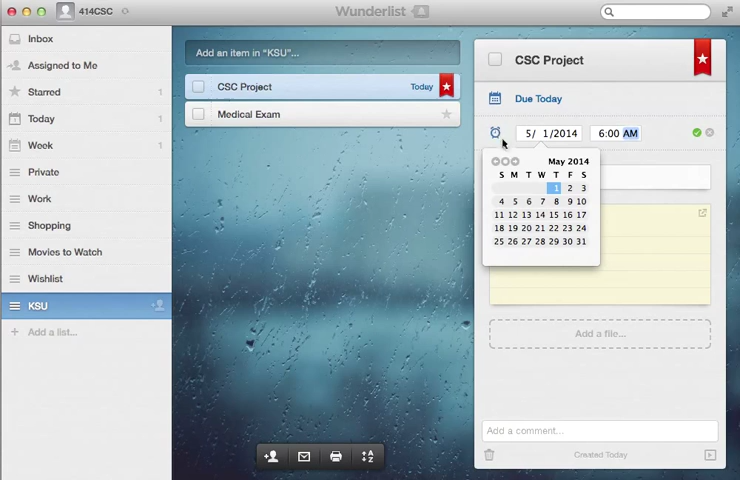 414CSC
Wunderlist
Inbox
Assigned to Me
Starred 1
Today 1
Week 1
Private
Work
Shopping
Movies to Watch
Wishlist
KSU
Add a list...
Add an item in "KSU"...
CSC Project Today
Medical Exam
CSC Project
Due Today
5/ 1/2014 6:00 AM
May 2014
S M T W T F S
1 2 3
4 5 6 7 8 9 10
11 12 13 14 15 16 17
18 19 20 21 22 23 24
25 26 27 28 29 30 31
Add a file...
Add a comment...
Created Today